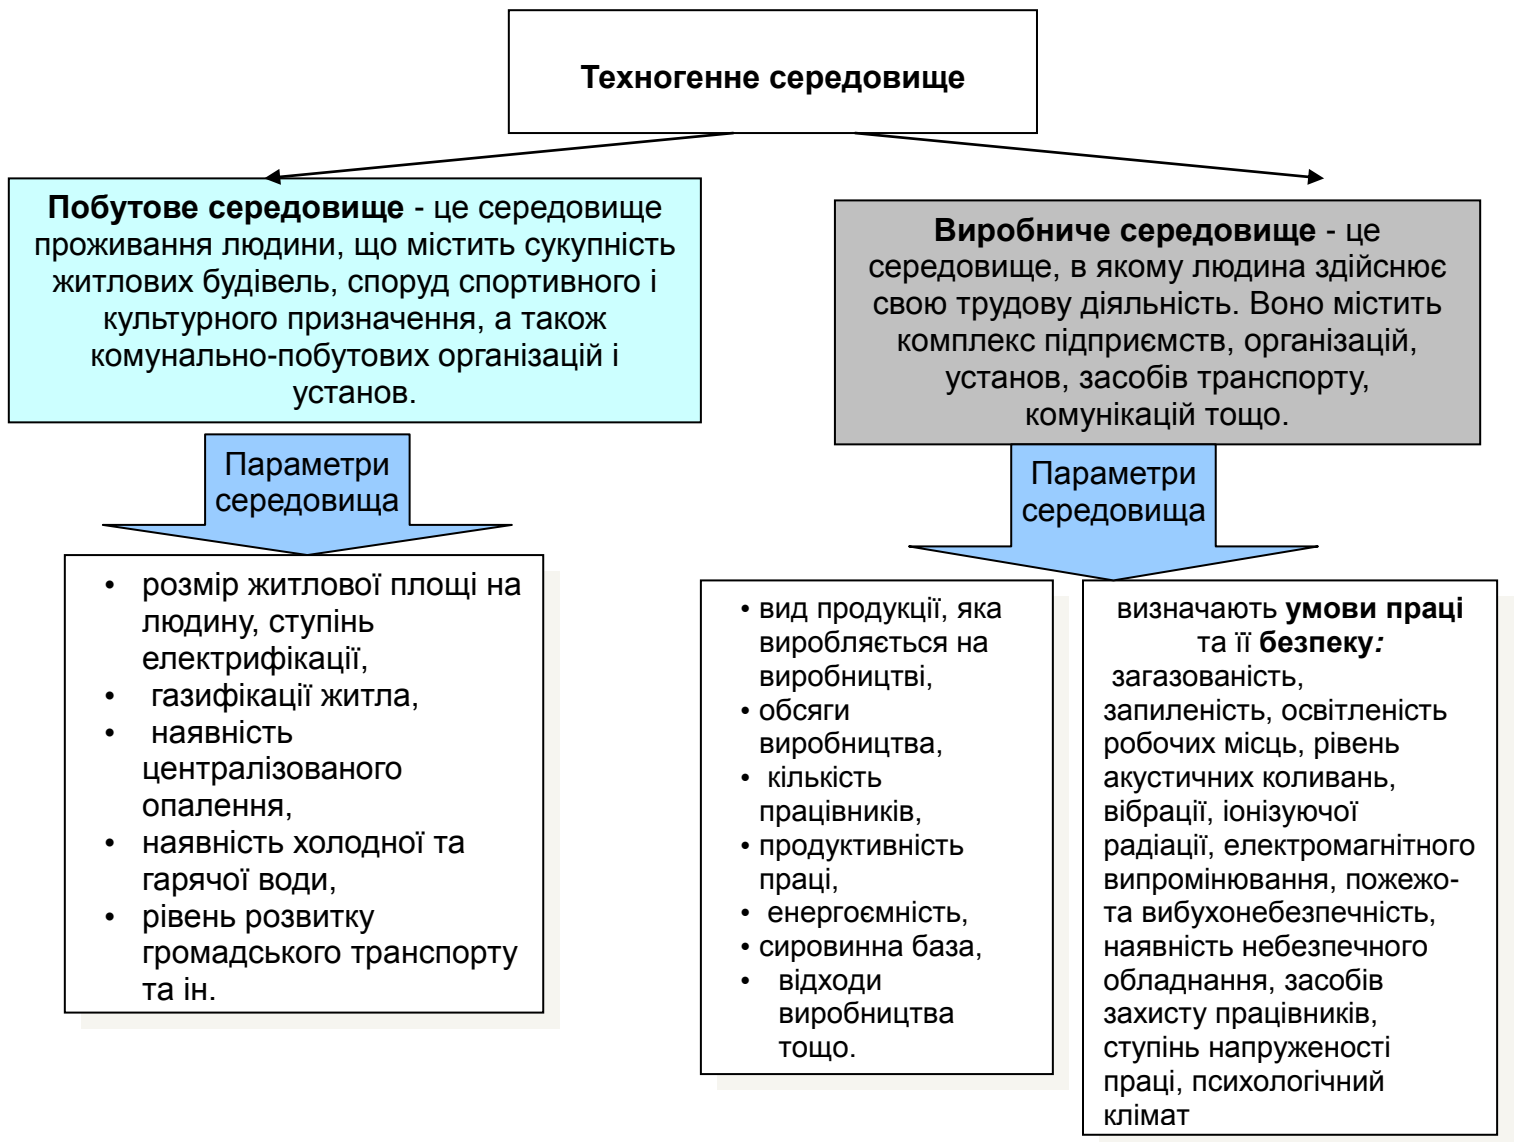 Техногенне середовище
Побутове середовище - це середовище
проживання людини, що містить сукупність
житлових будівель, споруд спортивного і
культурного призначення, а також
комунально-побутових організацій і
установ.
Виробниче середовище - це
середовище, в якому людина здійснює
свою трудову діяльність. Воно містить
комплекс підприємств, організацій,
установ, засобів транспорту,
комунікацій тощо.
Параметри
середовища
Параметри
середовища
• розмір житлової площі на
людину, ступінь
електрифікації,
• газифікації житла,
• наявність
централізованого
опалення,
• наявність холодної та
гарячої води,
• рівень розвитку
громадського транспорту
та ін.
• вид продукції, яка
виробляється на
виробництві,
• обсяги
виробництва,
• кількість
працівників,
• продуктивність
праці,
• енергоємність,
• сировинна база,
• відходи
виробництва
тощо.
визначають умови праці
та її безпеку:
загазованість,
запиленість, освітленість
робочих місць, рівень
акустичних коливань,
вібрації, іонізуючої
радіації, електромагнітного
випромінювання, пожежо-
та вибухонебезпечність,
наявність небезпечного
обладнання, засобів
захисту працівників,
ступінь напруженості
праці, психологічний
клімат